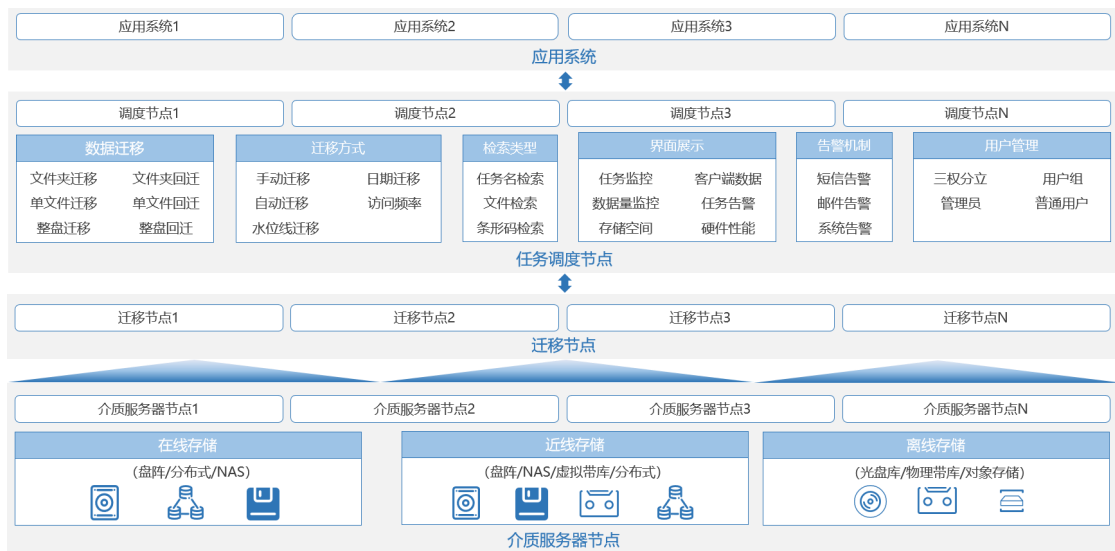 应用系统1 应用系统2 应用系统3 应用系统N
应用系统
调度节点1 调度节点2 调度节点3 调度节点N
数据迁移 迁移方式 检索类型 界面展示 告警机制 用户管理
文件夹迁移 文件夹回迁 手动迁移 日期迁移 任务名检索 任务监控 客户端数据 短信告警 三权分立 用户组
单文件迁移 单文件回迁 自动迁移 访问频率 文件检索 数据量监控 任务告警 邮件告警 管理员 普通用户
整盘迁移 整盘回迁 水位线迁移 条形码检索 存储空间 硬件性能 系统告警
任务调度节点
迁移节点1 迁移节点2 迁移节点3 迁移节点N
迁移节点
介质服务器节点1 介质服务器节点2 介质服务器节点3 介质服务器节点N
在线存储 近线存储 离线存储
(盘阵/分布式/NAS) (盘阵/NAS/虚拟带库/分布式) (光盘库/物理带库/对象存储)
介质服务器节点